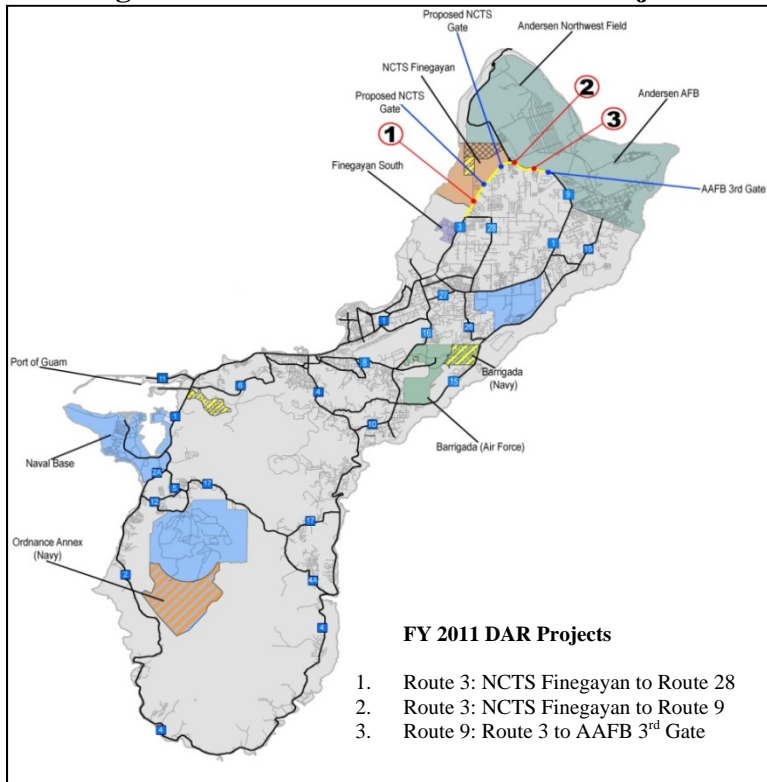 Proposed NCTS
Gate
Andersen Northwest Field
NCTS Finegayan
Proposed NCTS
Gate
Andersen AFB
2
3
1
Finegayan South
AAFB 3rd Gate
9
3
28
1
15
27
1
16
26
8
Barrigada
(Navy)
15
Port of Guam
11
6
4
1
10
Barrigada (Air Force)
Naval Base
2A
5
17
12
17
Ordnance Annex
(Navy)
2
4A
4
4
FY 2011 DAR Projects
1. Route 3: NCTS Finegayan to Route 28
2. Route 3: NCTS Finegayan to Route 9
3. Route 9: Route 3 to AAFB 3rd Gate